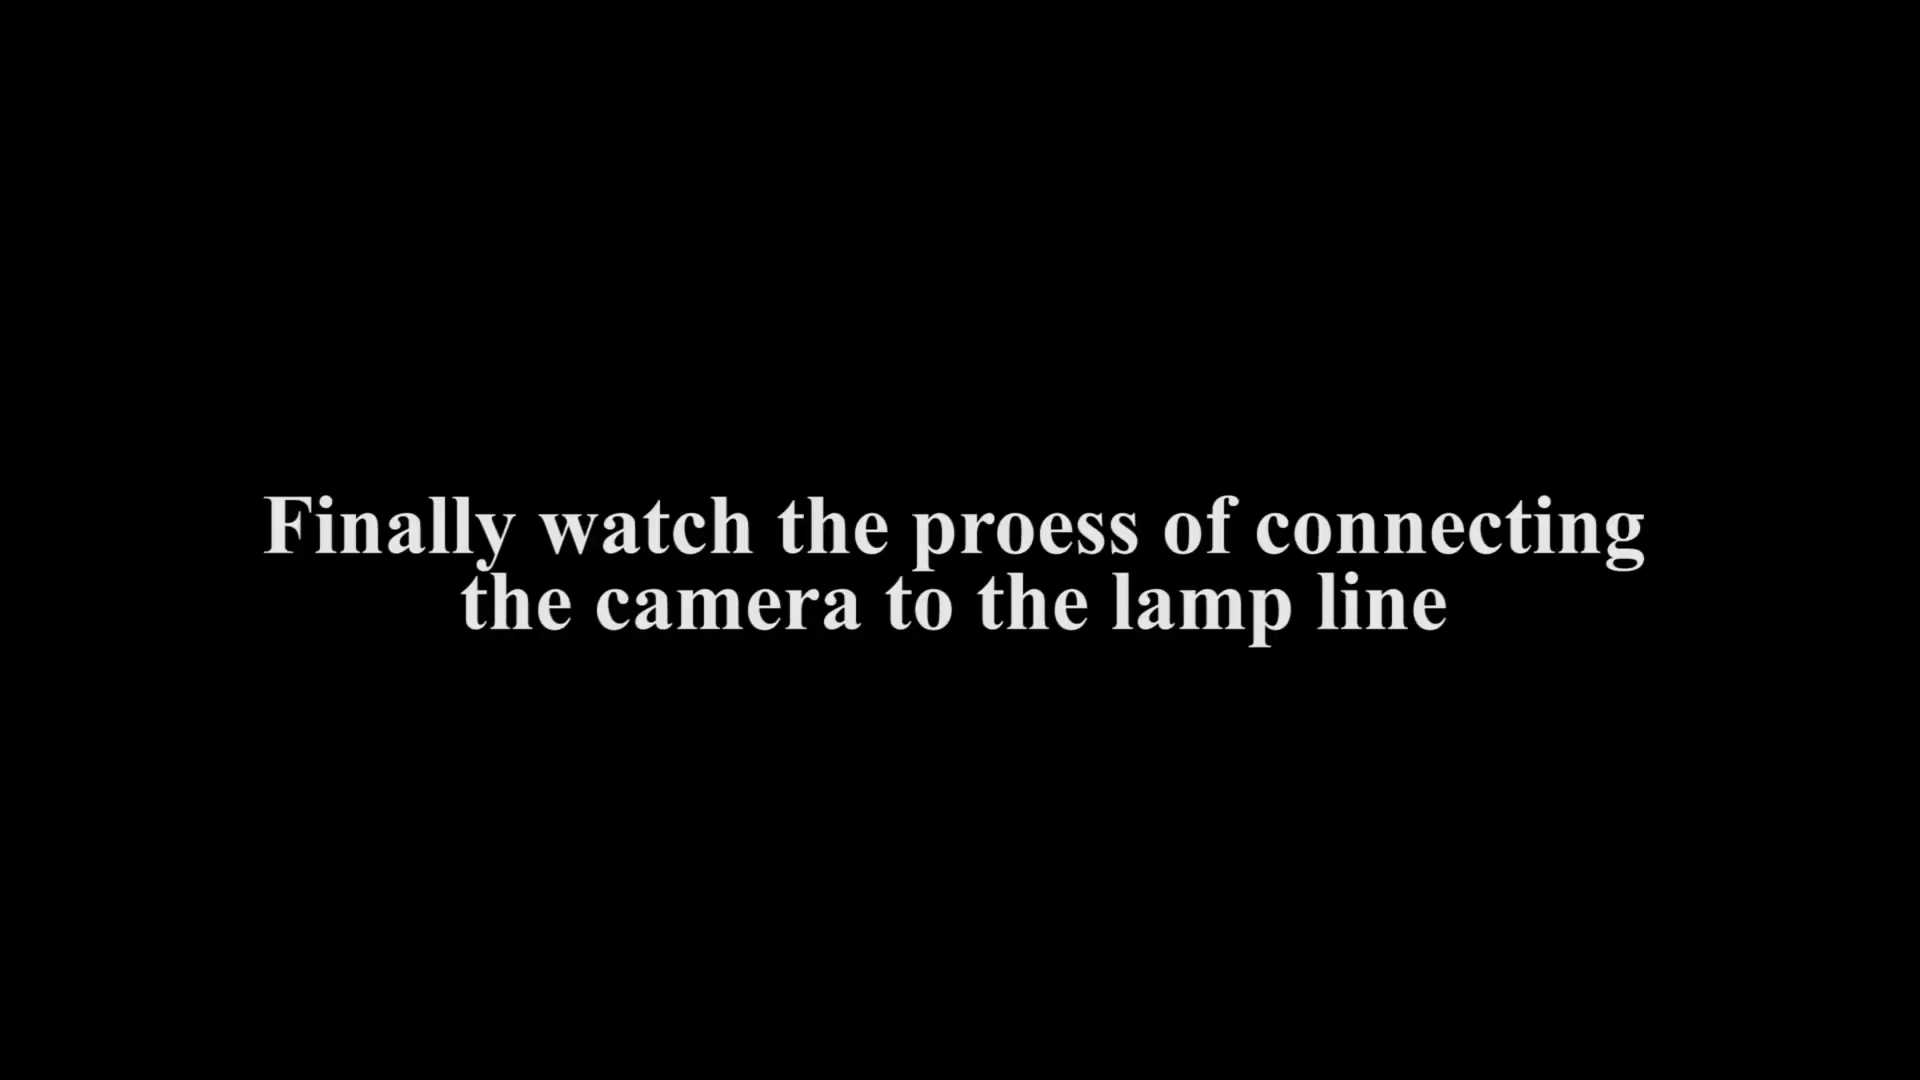 Finally watch the proess of connecting
the camera to the lamp line